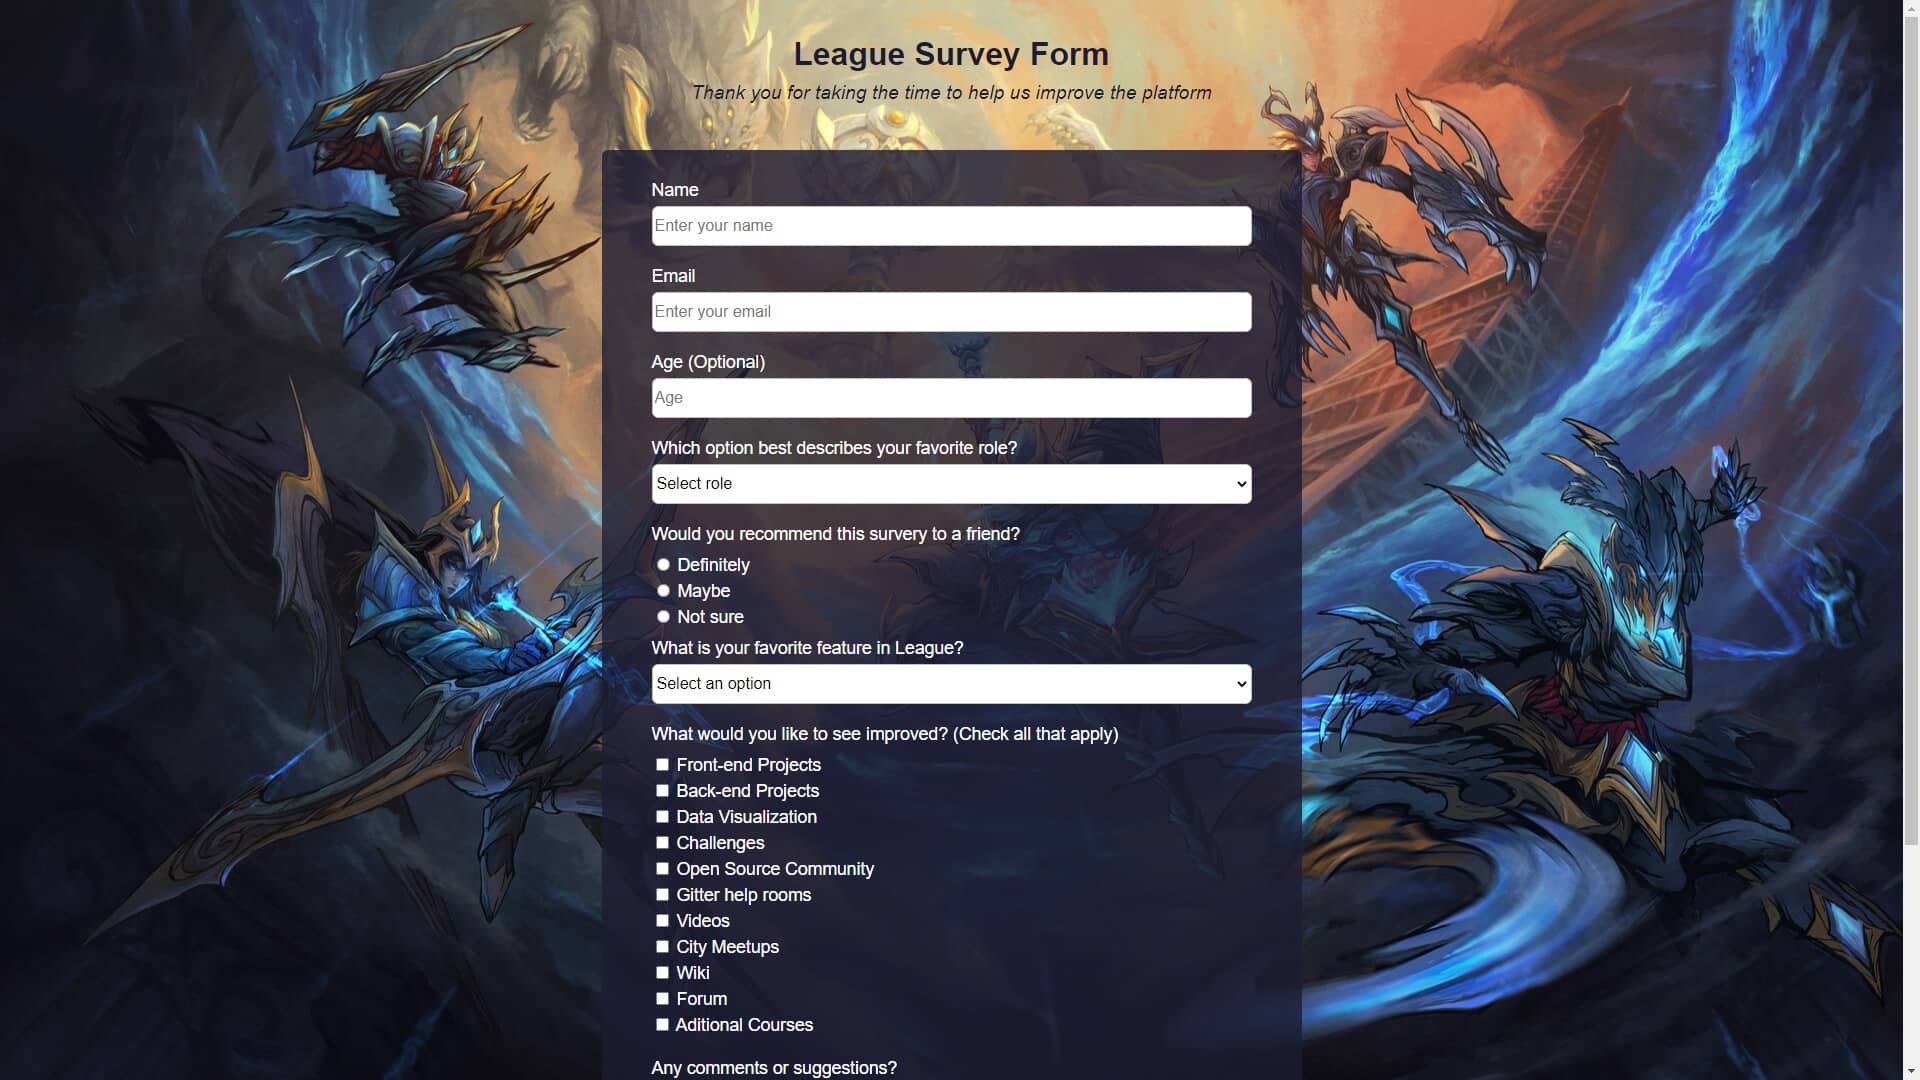 League Survey Form
Thank you for taking the time to help us improve the platform
Name
Enter your name
Email
Enter your email
Age (Optional)
Age
Which option best describes your favorite role?
Select role
Would you recommend this survery to a friend?
Definitely
Maybe
Not sure
What is your favorite feature in League?
Select an option
What would you like to see improved? (Check all that apply)
Front-end Projects
Back-end Projects
Data Visualization
Challenges
Open Source Community
Gitter help rooms
Videos
City Meetups
Wiki
Forum
Aditional Courses
Any comments or suggestions?